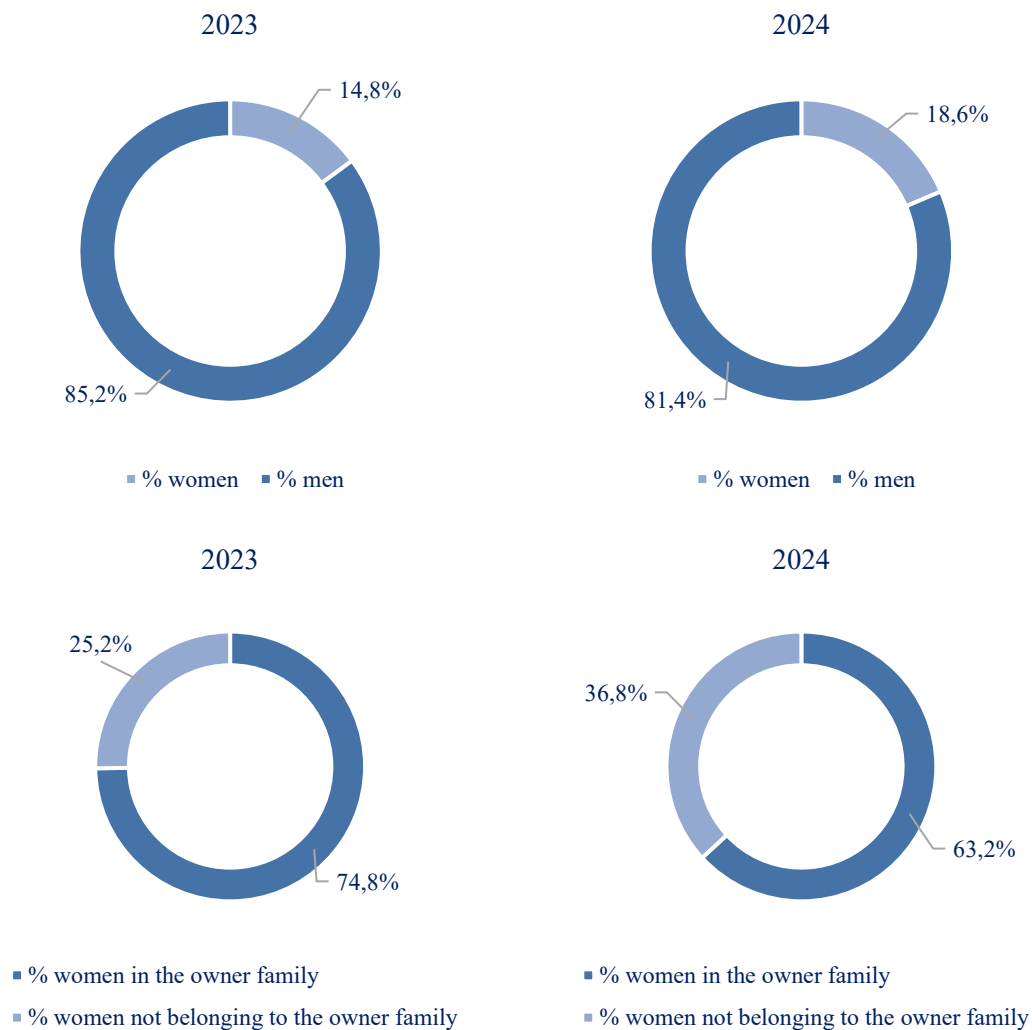 2023
14,8%
85,2%
% women % men
2024
18,6%
81,4%
% women % men
2023
25,2%
74,8%
% women in the owner family
% women not belonging to the owner family
2024
36,8%
63,2%
% women in the owner family
% women not belonging to the owner family